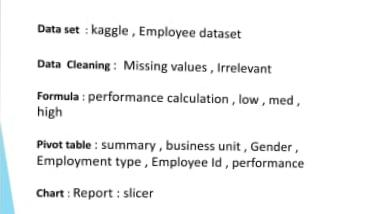 Data set : kaggle , Employee dataset
Data Cleaning : Missing values , Irrelevant
Formula : performance calculation , low , med ,
high
Pivot table : summary , business unit , Gender ,
Employment type , Employee Id , performance
Chart : Report : slicer